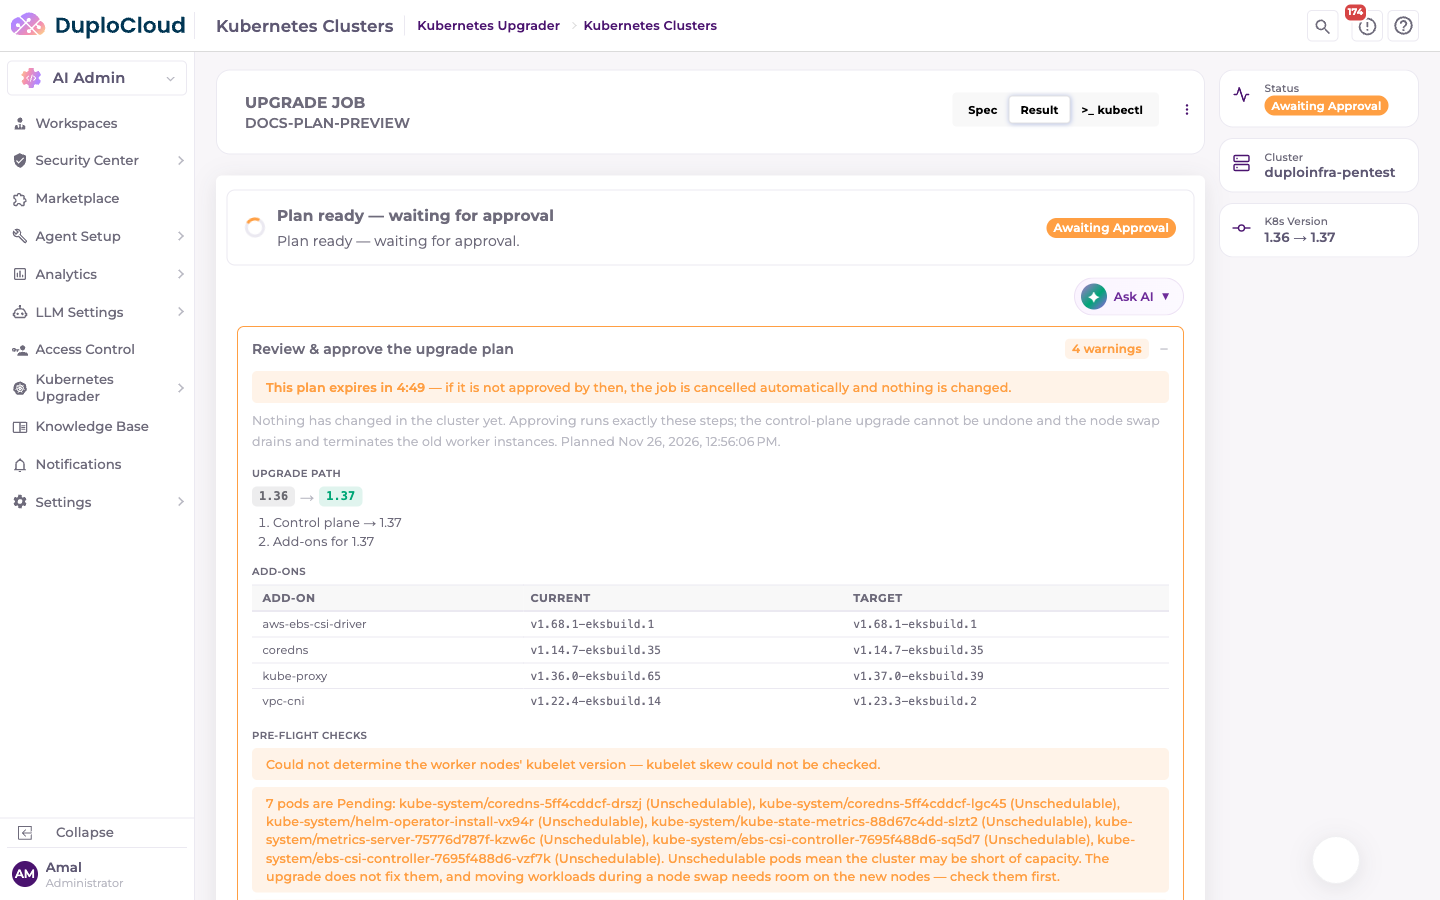 DuploCloud
Kubernetes Clusters
Kubernetes Upgrader
Kubernetes Clusters
174
AI Admin
Workspaces
Security Center
Marketplace
Agent Setup
Analytics
LLM Settings
Access Control
Kubernetes
Upgrader
Knowledge Base
Notifications
Settings
Collapse
AM
Amal
Administrator
UPGRADE JOB
DOCS-PLAN-PREVIEW
Spec
Result
>_ kubectl
Plan ready — waiting for approval
Plan ready — waiting for approval.
Awaiting Approval
Ask AI ▼
Review & approve the upgrade plan
4 warnings
This plan expires in 4:49 — if it is not approved by then, the job is cancelled automatically and nothing is changed.
Nothing has changed in the cluster yet. Approving runs exactly these steps; the control-plane upgrade cannot be undone and the node swap
drains and terminates the old worker instances. Planned Nov 26, 2026, 12:56:06 PM.
UPGRADE PATH
1.36 → 1.37
1. Control plane → 1.37
2. Add-ons for 1.37
ADD-ONS
ADD-ON CURRENT TARGET
aws-ebs-csi-driver v1.68.1-eksbuild.1 v1.68.1-eksbuild.1
coredns v1.14.7-eksbuild.35 v1.14.7-eksbuild.35
kube-proxy v1.36.0-eksbuild.65 v1.37.0-eksbuild.39
vpc-cni v1.22.4-eksbuild.14 v1.23.3-eksbuild.2
PRE-FLIGHT CHECKS
Could not determine the worker nodes' kubelet version — kubelet skew could not be checked.
7 pods are Pending: kube-system/coredns-5ff4cddcf-drszj (Unschedulable), kube-system/coredns-5ff4cddcf-lgc45 (Unschedulable),
kube-system/helm-operator-install-vx94r (Unschedulable), kube-system/kube-state-metrics-88d67c4dd-slzt2 (Unschedulable), kube-
system/metrics-server-75776d787f-kzw6c (Unschedulable), kube-system/ebs-csi-controller-7695f488d6-sq5d7 (Unschedulable), kube-
system/ebs-csi-controller-7695f488d6-vzf7k (Unschedulable). Unschedulable pods mean the cluster may be short of capacity. The
upgrade does not fix them, and moving workloads during a node swap needs room on the new nodes — check them first.
Status
Awaiting Approval
Cluster
duploinfra-pentest
K8s Version
1.36 → 1.37